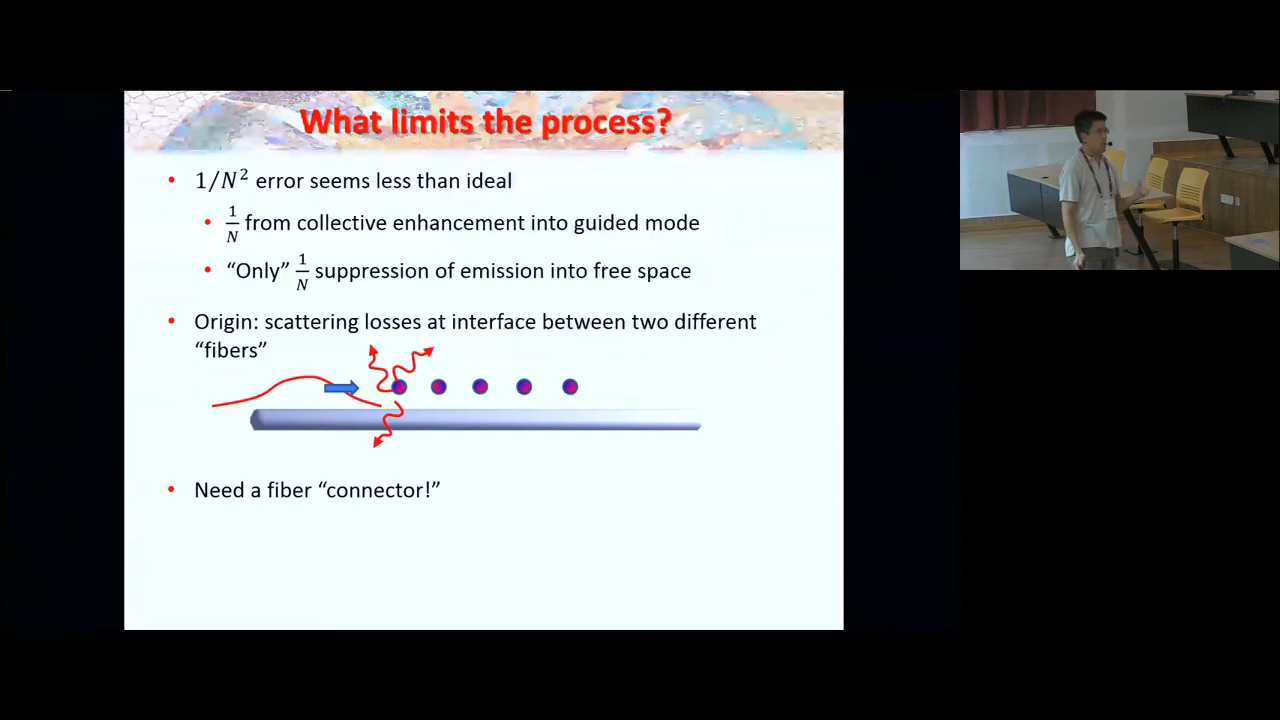 What limits the process?
• 1/N² error seems less than ideal
• 1/N from collective enhancement into guided mode
• “Only” 1/N suppression of emission into free space
• Origin: scattering losses at interface between two different
“fibers”
• Need a fiber “connector!”